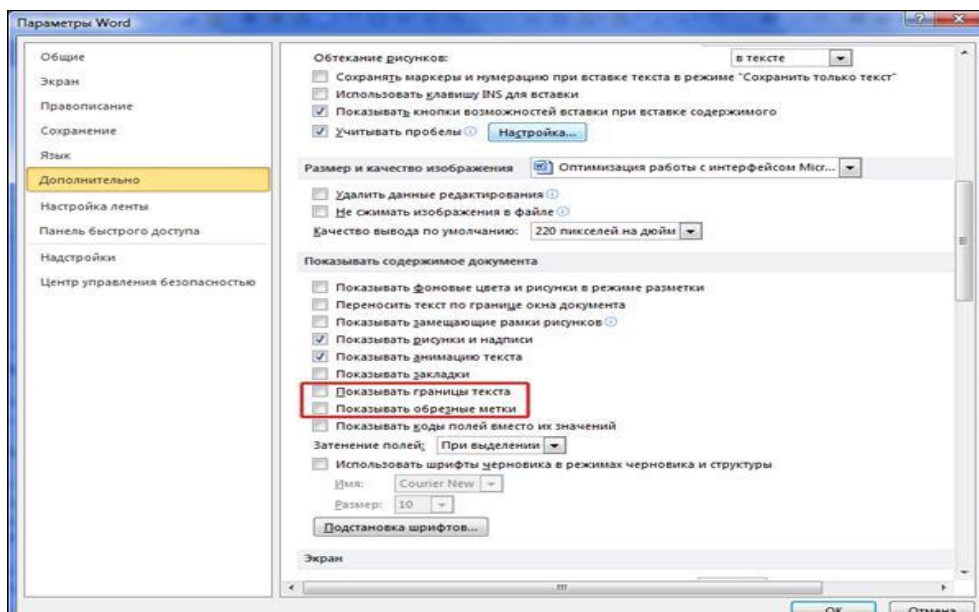 Параметры Word
Общие
Экран
Правописание
Сохранение
Язык
Дополнительно
Настройка ленты
Панель быстрого доступа
Надстройки
Центр управления безопасностью
Обтекание рисунков: в тексте
Сохранять маркеры и нумерацию при вставке текста в режиме "Сохранить только текст"
Использовать клавишу INS для вставки
Показывать кнопки возможностей вставки при вставке содержимого
Учитывать пробелы Настройка...
Размер и качество изображения Оптимизация работы с интерфейсом Micr...
Удалить данные редактирования
Не сжимать изображения в файле
Качество вывода по умолчанию: 220 пикселей на дюйм
Показывать содержимое документа
Показывать фоновые цвета и рисунки в режиме разметки
Переносить текст по границе окна документа
Показывать замещающие рамки рисунков
Показывать рисунки и надписи
Показывать анимацию текста
Показывать закладки
Показывать границы текста
Показывать обрезные метки
Показывать коды полей вместо их значений
Затенение полей: При выделении
Использовать шрифты черновика в режимах черновика и структуры
Имя: Courier New
Размер: 10
Подстановка шрифтов...
Экран
ОК Отмена